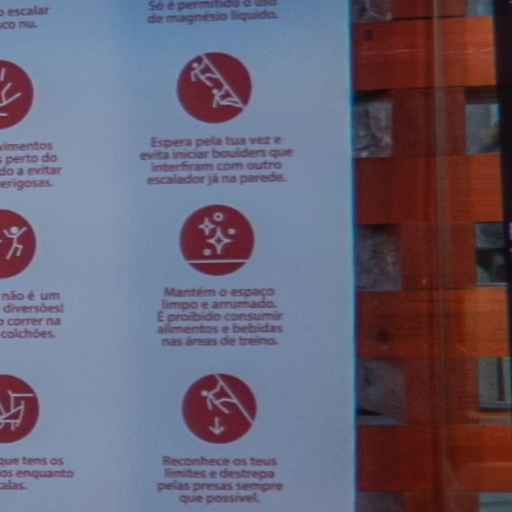 o escalar
co nu.
vimentos
s perto do
do a evitar
erigosas.
não é um
diversões!
o correr na
colchões.
que tens os
os enquanto
alas.
Só é permitido o uso
de magnésio líquido.
Espera pela tua vez e
evita iniciar boulders que
interfiram com outro
escalador já na parede.
Mantém o espaço
limpo e arrumado.
É proibido consumir
alimentos e bebidas
nas áreas de treino.
Reconhece os teus
limites e destrepa
pelas presas sempre
que possível.